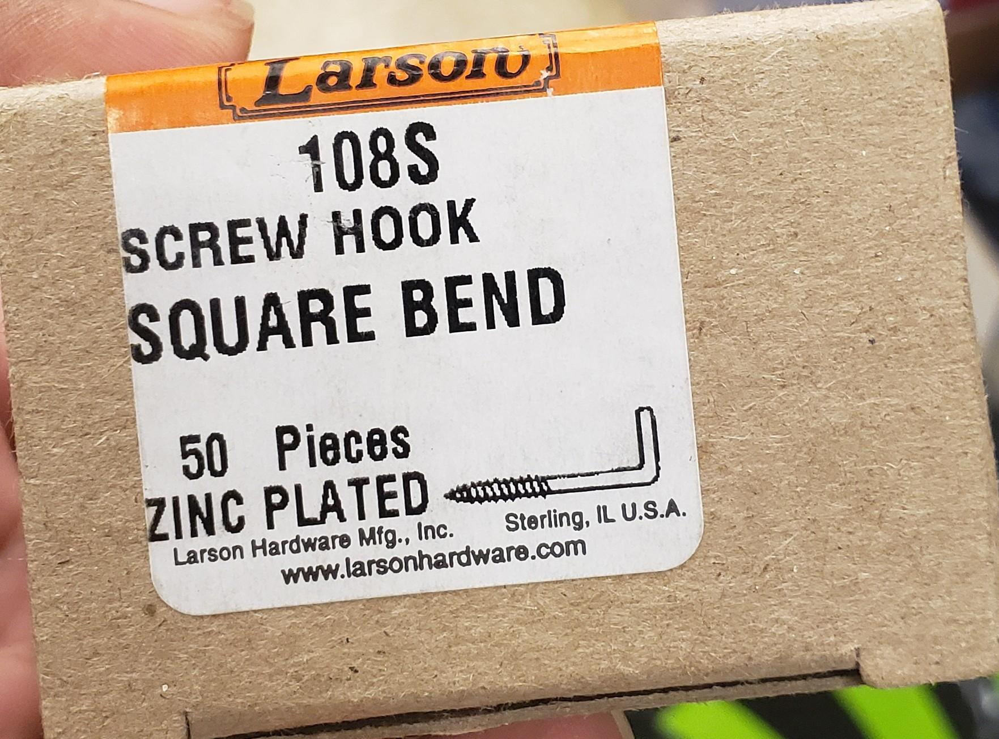 Larson
108S
SCREW HOOK
SQUARE BEND
50 Pieces
ZINC PLATED
Larson Hardware Mfg., Inc. Sterling, IL U.S.A.
www.larsonhardware.com